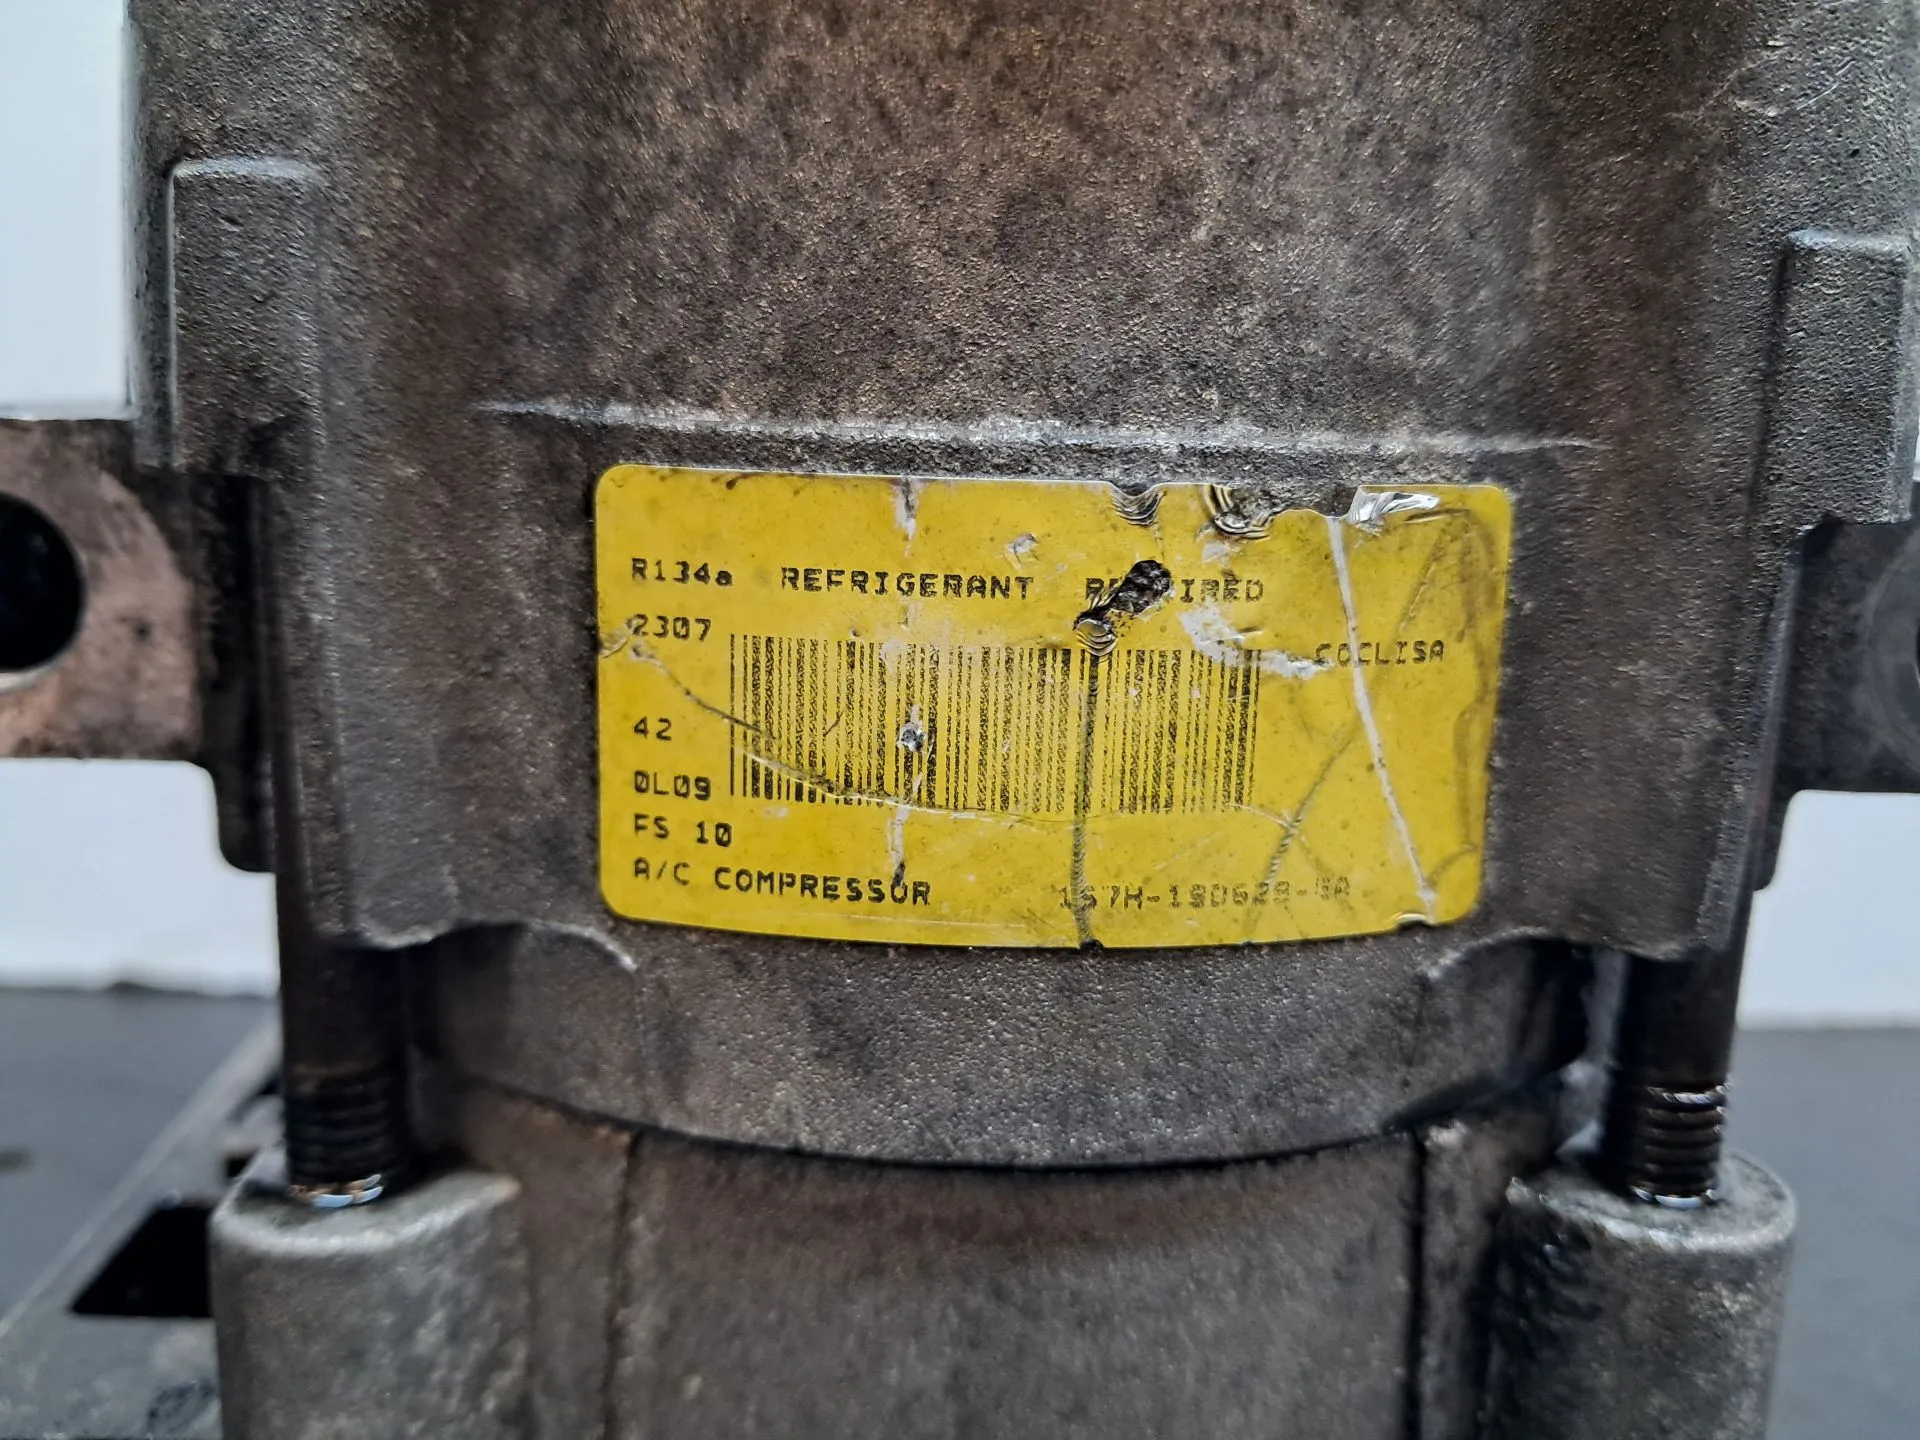 R134a REFRIGERANT
2307
COCLISA
42
0L09
FS 10
A/C COMPRESSOR